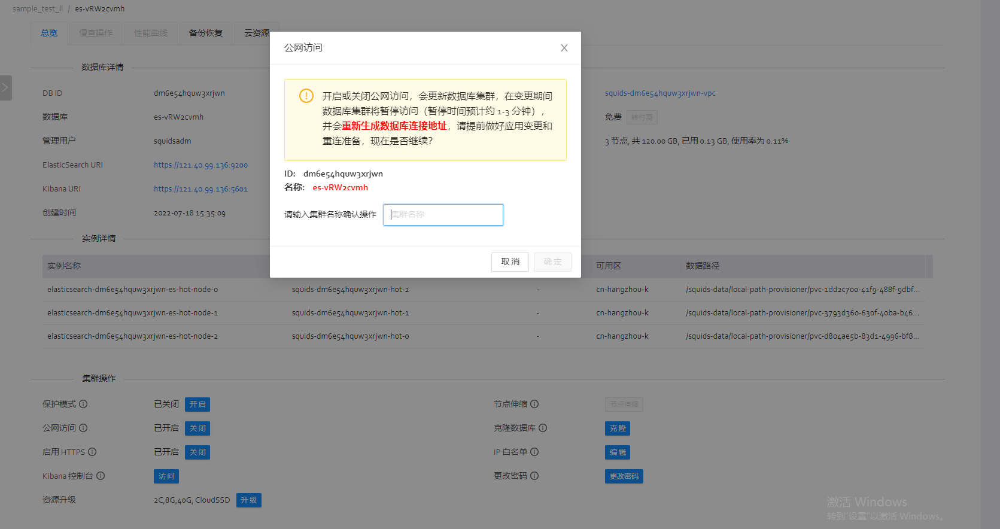 sample_test_ll / es-vRW2cvmh
总览 慢查操作 性能曲线 备份恢复 云资源
公网访问
数据库详情
开启或关闭公网访问，会更新数据库集群，在变更期间
数据库集群将暂停访问（暂停时间预计约 1-3 分钟），
并会重新生成数据库连接地址，请提前做好应用变更和
重连准备，现在是否继续？
DB ID dm6e54hquw3xrjwn squids-dm6e54hquw3xrjwn-vpc
数据库 es-vRW2cvmh 免费 转付费
管理用户 squidsadm 3 节点, 共 120.00 GB, 已用 0.13 GB, 使用率为 0.11%
ElasticSearch URI https://121.40.99.136:9200
ID: dm6e54hquw3xrjwn
Kibana URI https://121.40.99.136:5601
名称: es-vRW2cvmh
创建时间 2022-07-18 15:35:09
请输入集群名称确认操作 集群名称
实例详情
取 消 确 定
实例名称 可用区 数据路径
elasticsearch-dm6e54hquw3xrjwn-es-hot-node-0 squids-dm6e54hquw3xrjwn-hot-2 - cn-hangzhou-k /squids-data/local-path-provisioner/pvc-1dd2c700-41f9-488f-9dbf...
elasticsearch-dm6e54hquw3xrjwn-es-hot-node-1 squids-dm6e54hquw3xrjwn-hot-1 - cn-hangzhou-k /squids-data/local-path-provisioner/pvc-3793d360-630f-40ba-b46...
elasticsearch-dm6e54hquw3xrjwn-es-hot-node-2 squids-dm6e54hquw3xrjwn-hot-0 - cn-hangzhou-k /squids-data/local-path-provisioner/pvc-d804ae5b-83d1-4996-bf8...
集群操作
保护模式 已关闭 开 启 节点伸缩 节点伸缩
公网访问 已开启 关 闭 克隆数据库 克 隆
启用 HTTPS 已开启 关 闭 IP 白名单 编 辑
Kibana 控制台 访 问 更改密码 更改密码
资源升级 2C,8G,40G, CloudSSD 升 级
激活 Windows
转到"设置"以激活 Windows。